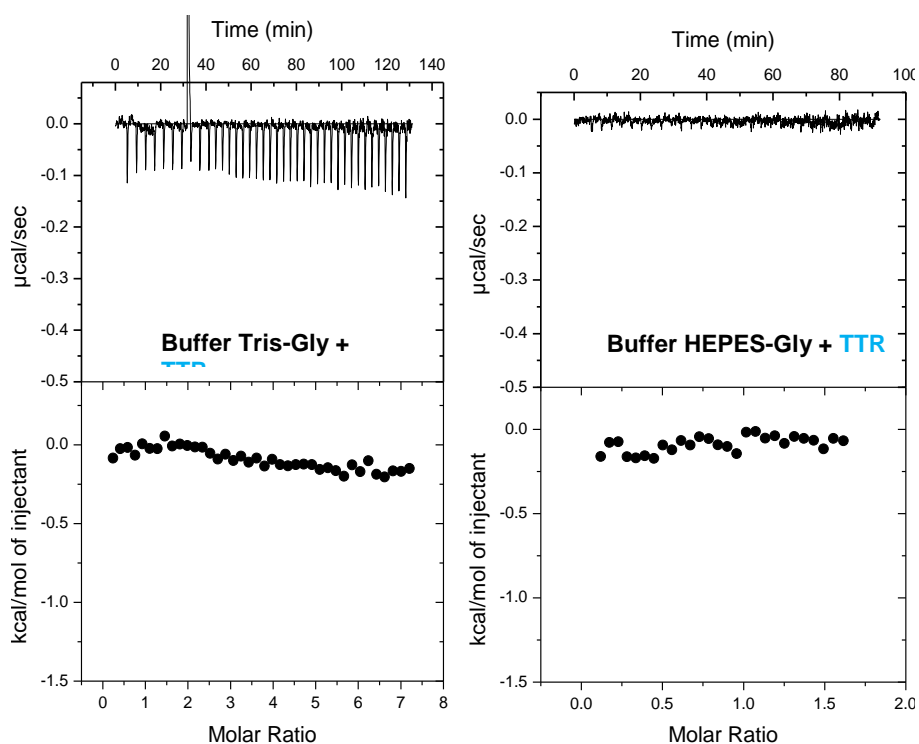 Time (min)
0 20 40 60 80 100 120 140
0.0
-0.1
-0.2
-0.3
-0.4
-0.5
µcal/sec
Buffer Tris-Gly +
0.0
-0.5
-1.0
-1.5
kcal/mol of injectant
0 1 2 3 4 5 6 7 8
Molar Ratio
Time (min)
0 20 40 60 80 100
0.0
-0.1
-0.2
-0.3
-0.4
-0.5
µcal/sec
Buffer HEPES-Gly + TTR
0.0
-0.5
-1.0
-1.5
kcal/mol of injectant
0.0 0.5 1.0 1.5 2.0
Molar Ratio